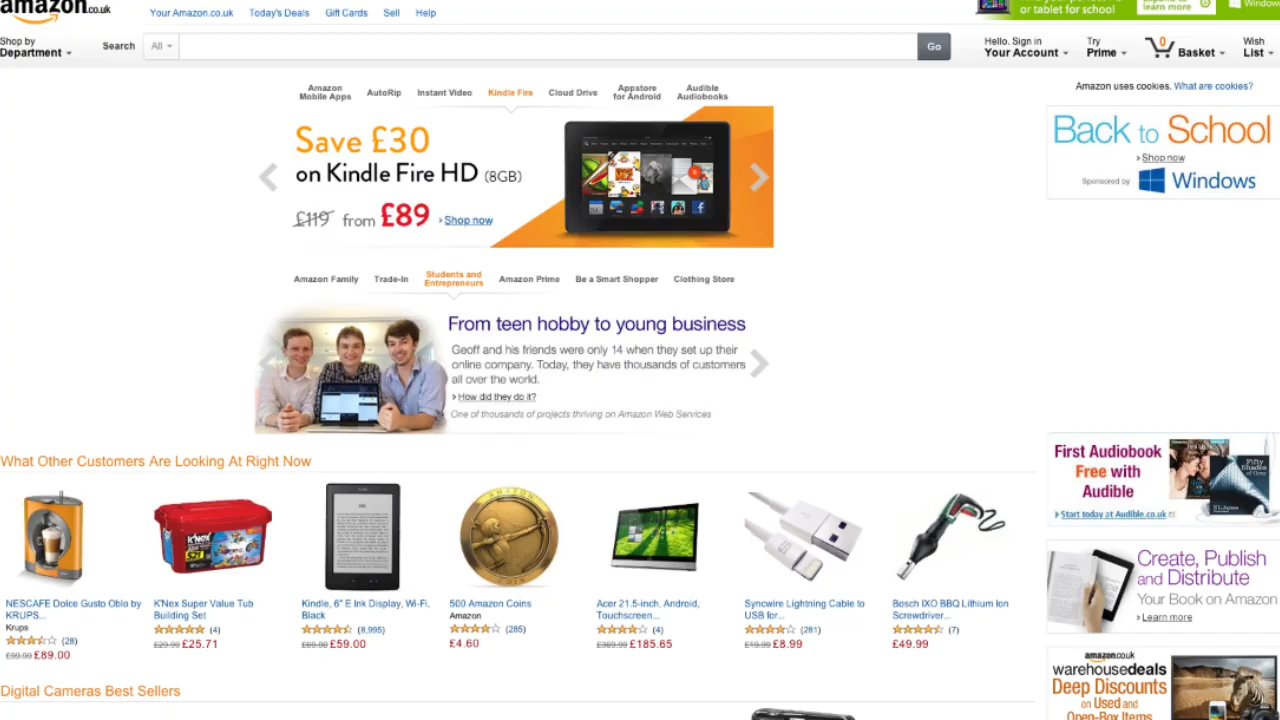 amazon.co.uk
Your Amazon.co.uk Today's Deals Gift Cards Sell Help
or tablet for school
learn more
Windows
Shop by
Department
Search
All
Go
Hello. Sign in
Your Account
Try
Prime
0
Basket
Wish
List
Amazon
Mobile Apps
AutoRip
Instant Video
Kindle Fire
Cloud Drive
Appstore
for Android
Audible
Audiobooks
Amazon uses cookies. What are cookies?
Save £30
on Kindle Fire HD (8GB)
£119 from £89 › Shop now
Back to School
› Shop now
Sponsored by Windows
Amazon Family
Trade-In
Students and
Entrepreneurs
Amazon Prime
Be a Smart Shopper
Clothing Store
From teen hobby to young business
Geoff and his friends were only 14 when they set up their
online company. Today, they have thousands of customers
all over the world.
› How did they do it?
One of thousands of projects thriving on Amazon Web Services
First Audiobook
Free with
Audible
› Start today at Audible.co.uk
Fifty
Shades
of Grey
What Other Customers Are Looking At Right Now
NESCAFE Dolce Gusto Oblo by
KRUPS...
Krups
(28)
£99.99 £89.00
K'Nex Super Value Tub
Building Set
(4)
£29.99 £25.71
Kindle, 6" E Ink Display, Wi-Fi,
Black
(8,995)
£69.00 £59.00
500 Amazon Coins
Amazon
(285)
£4.60
Acer 21.5-inch, Android,
Touchscreen...
(4)
£185.65
Syncwire Lightning Cable to
USB for...
(281)
£19.99 £8.99
Bosch IXO BBQ Lithium Ion
Screwdriver...
(7)
£49.99
Create, Publish
and Distribute
Your Book on Amazon
› Learn more
amazon.co.uk
warehousedeals
Deep Discounts
on Used and
Open-Box Items
Digital Cameras Best Sellers